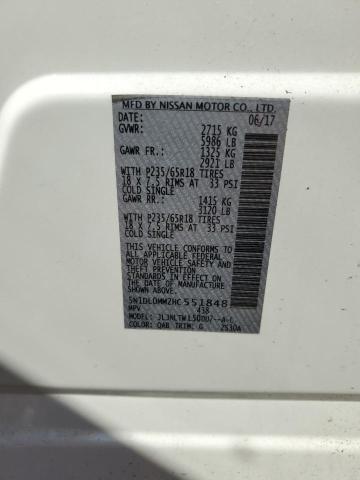 MFD BY NISSAN MOTOR CO., LTD.
DATE: 06/17
GVWR: 2715 KG
5986 LB
GAWR FR.: 1325 KG
2921 LB
WITH P235/65R18 TIRES
18 X 7.5 RIMS AT 33 PSI
COLD SINGLE
GAWR RR.: 1415 KG
3120 LB
WITH P235/65R18 TIRES
18 X 7.5 RIMS AT 33 PSI
COLD SINGLE
THIS VEHICLE CONFORMS TO ALL
APPLICABLE FEDERAL MOTOR
VEHICLE SAFETY AND THEFT
PREVENTION STANDARDS IN
EFFECT ON THE DATE OF
MANUFACTURE SHOWN ABOVE.
5N1DL0MMZHC551848
MPV 438
MODEL:
COLOR: QAB TRIM: G 2S30A